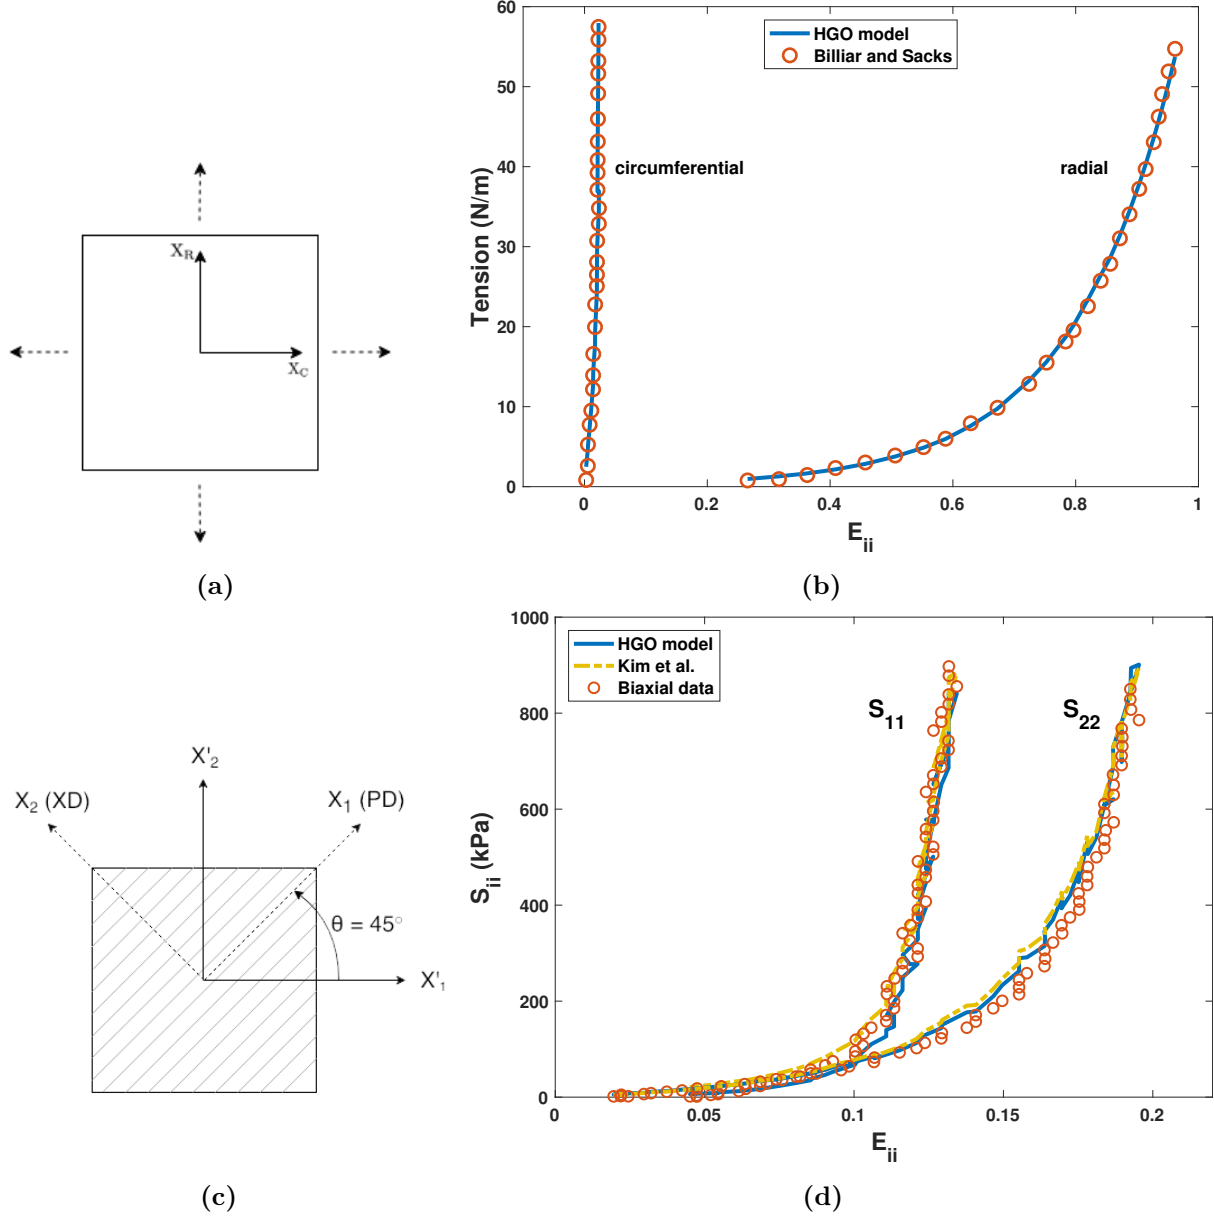 X_R
X_C
(a)
60
50
40
30
20
10
0
Tension (N/m)
HGO model
Billiar and Sacks
circumferential
radial
0 0.2 0.4 0.6 0.8 1
E_ii
(b)
X'_2
X_2 (XD)
X_1 (PD)
θ = 45°
X'_1
(c)
1000
800
600
400
200
0
S_ii (kPa)
HGO model
Kim et al.
Biaxial data
S_11
S_22
0 0.05 0.1 0.15 0.2
E_ii
(d)